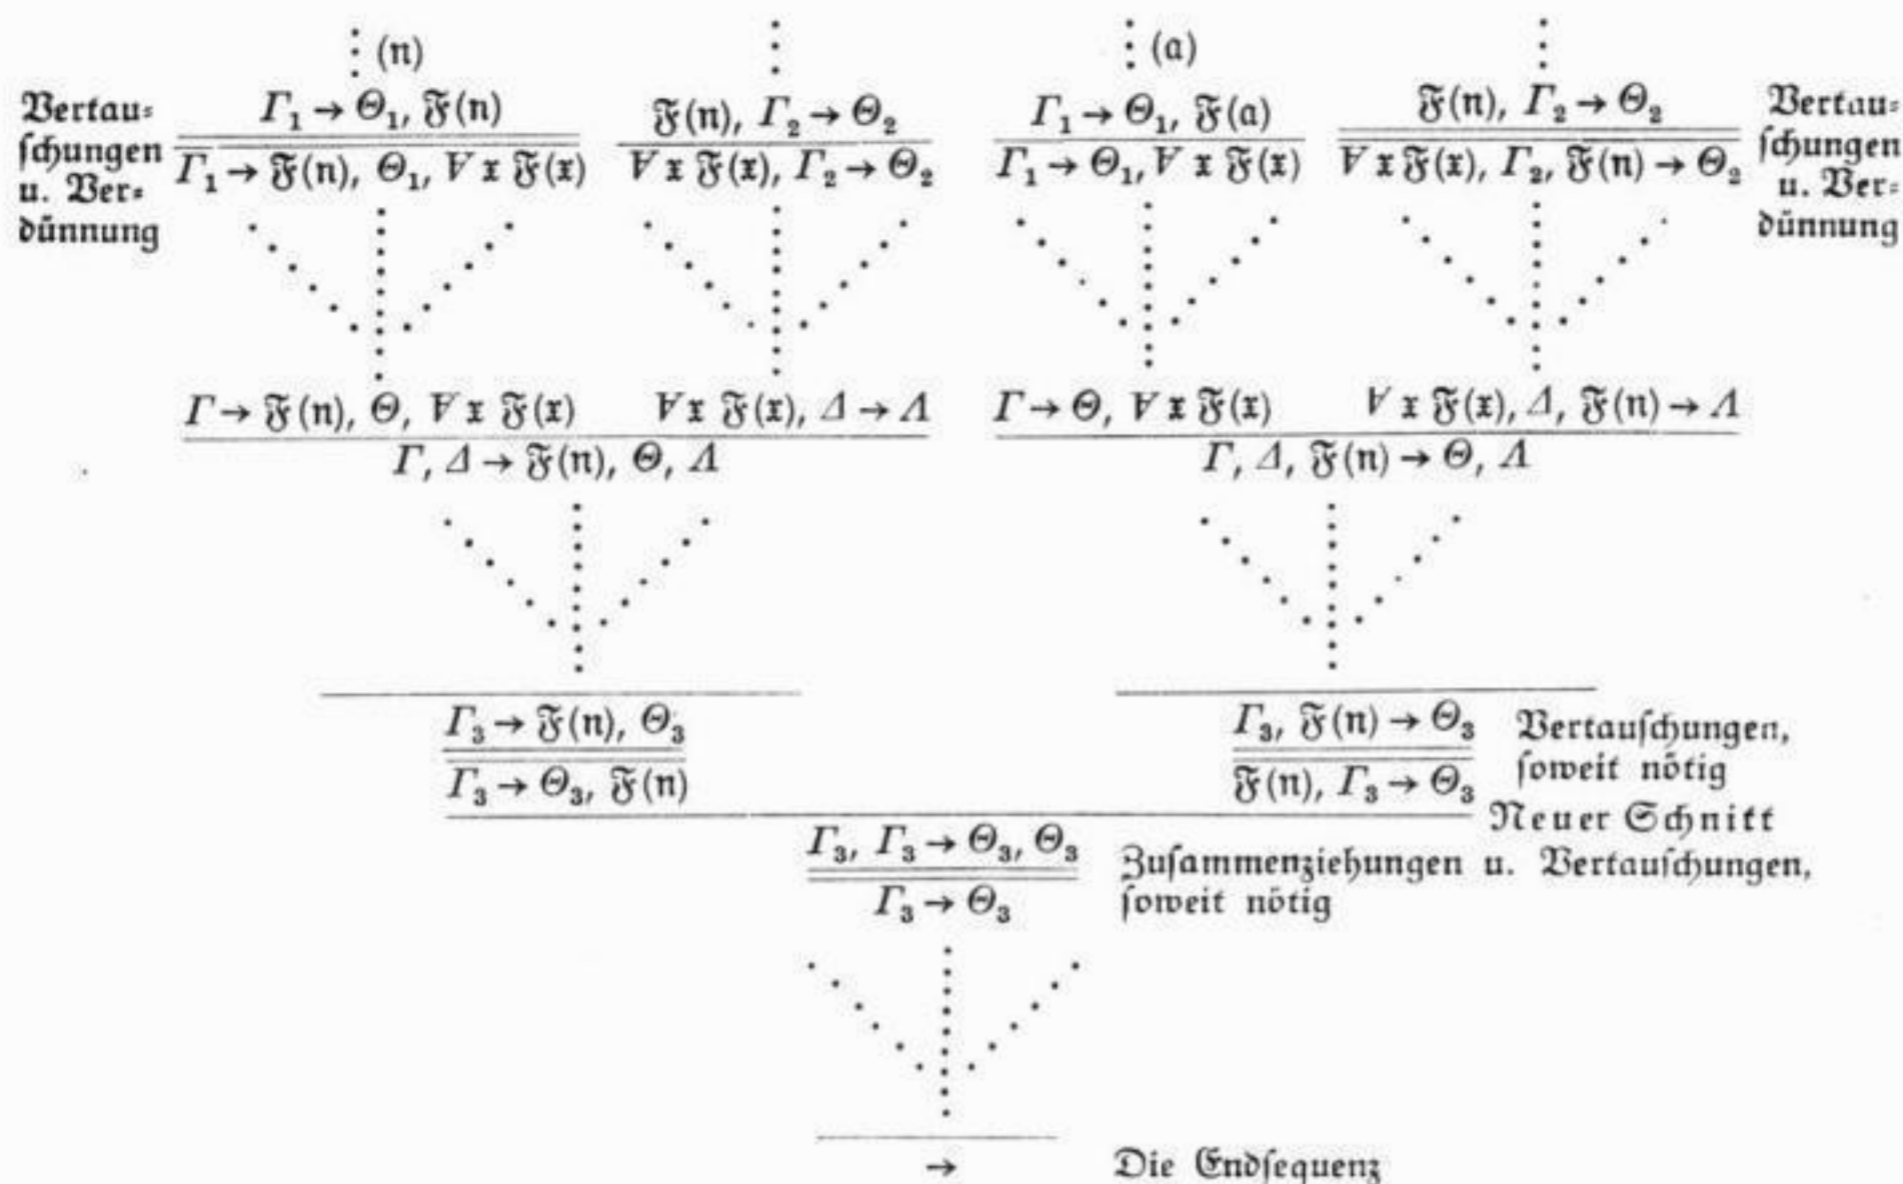 (𝔫) (𝔞)
Vertau⸗ Γ₁ → Θ₁, 𝔉(𝔫) 𝔉(𝔫), Γ₂ → Θ₂ Γ₁ → Θ₁, 𝔉(𝔞) 𝔉(𝔫), Γ₂ → Θ₂ Vertau⸗
ſchungen Γ₁ → 𝔉(𝔫), Θ₁, ∀ 𝔵 𝔉(𝔵) ∀ 𝔵 𝔉(𝔵), Γ₂ → Θ₂ Γ₁ → Θ₁, ∀ 𝔵 𝔉(𝔵) ∀ 𝔵 𝔉(𝔵), Γ₂, 𝔉(𝔫) → Θ₂ ſchungen
u. Ver⸗ u. Ver⸗
dünnung dünnung
Γ → 𝔉(𝔫), Θ, ∀ 𝔵 𝔉(𝔵) ∀ 𝔵 𝔉(𝔵), Δ → Λ Γ → Θ, ∀ 𝔵 𝔉(𝔵) ∀ 𝔵 𝔉(𝔵), Δ, 𝔉(𝔫) → Λ
Γ, Δ → 𝔉(𝔫), Θ, Λ Γ, Δ, 𝔉(𝔫) → Θ, Λ
Γ₃ → 𝔉(𝔫), Θ₃ Γ₃, 𝔉(𝔫) → Θ₃ Vertauſchungen,
Γ₃ → Θ₃, 𝔉(𝔫) 𝔉(𝔫), Γ₃ → Θ₃ ſoweit nötig
Neuer Schnitt
Γ₃, Γ₃ → Θ₃, Θ₃ Zuſammenziehungen u. Vertauſchungen,
Γ₃ → Θ₃ ſoweit nötig
→ Die Endſequenz